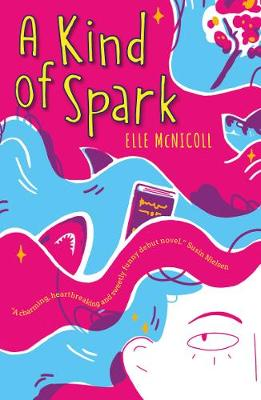 A Kind
of Spark
ELLE McNICOLL
"A charming, heartbreaking and sweetly funny debut novel." Susin Nielsen